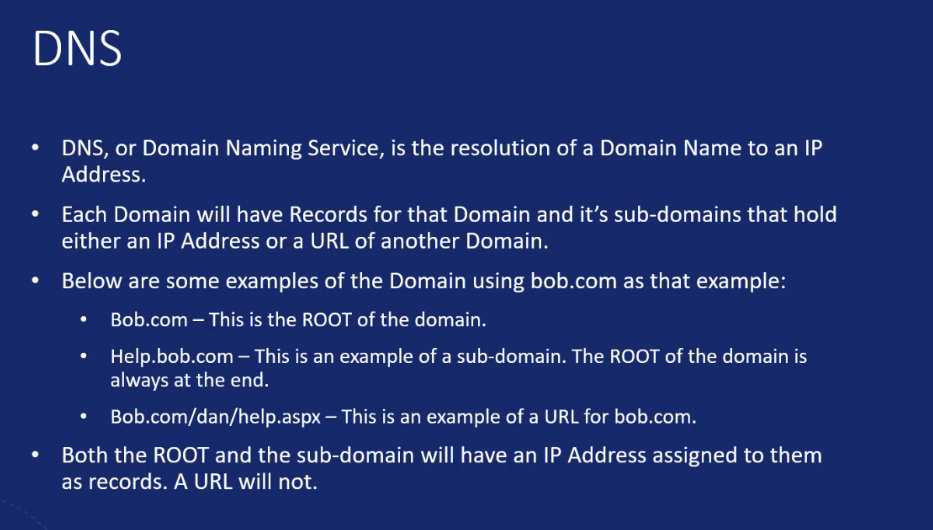 DNS
• DNS, or Domain Naming Service, is the resolution of a Domain Name to an IP
Address.
• Each Domain will have Records for that Domain and it's sub-domains that hold
either an IP Address or a URL of another Domain.
• Below are some examples of the Domain using bob.com as that example:
• Bob.com – This is the ROOT of the domain.
• Help.bob.com – This is an example of a sub-domain. The ROOT of the domain is
always at the end.
• Bob.com/dan/help.aspx – This is an example of a URL for bob.com.
• Both the ROOT and the sub-domain will have an IP Address assigned to them
as records. A URL will not.